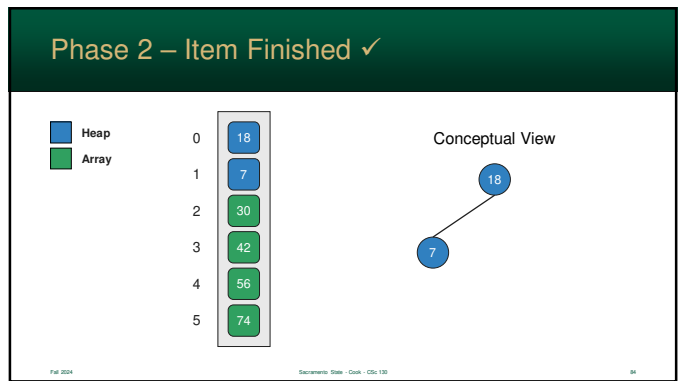 Phase 2 – Item Finished ✓
Heap
Array
0 18
1 7
2 30
3 42
4 56
5 74
Conceptual View
18
7
Fall 2024 Sacramento State - Cook - CSc 130 94